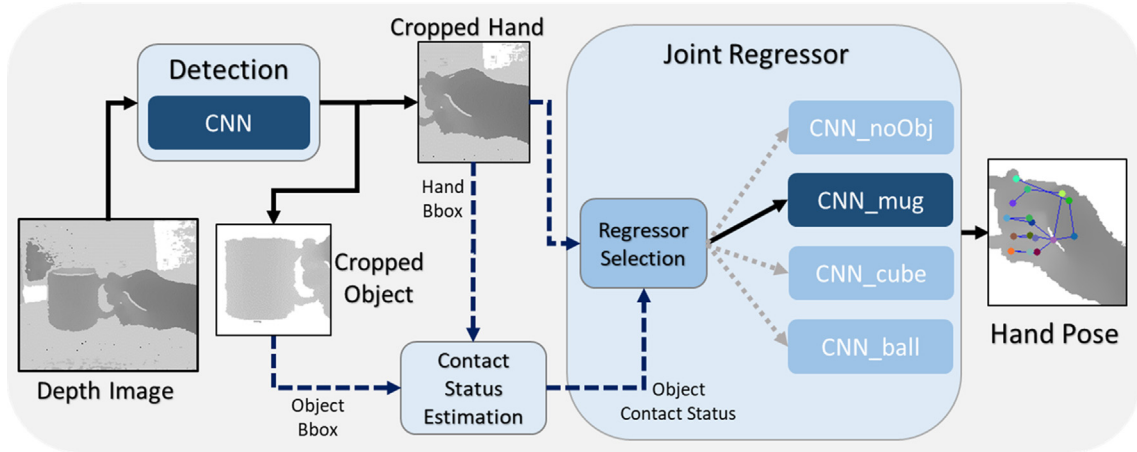 Detection
CNN
Depth Image
Cropped Hand
Cropped
Object
Hand
Bbox
Object
Bbox
Contact
Status
Estimation
Object
Contact Status
Joint Regressor
Regressor
Selection
CNN_noObj
CNN_mug
CNN_cube
CNN_ball
Hand Pose